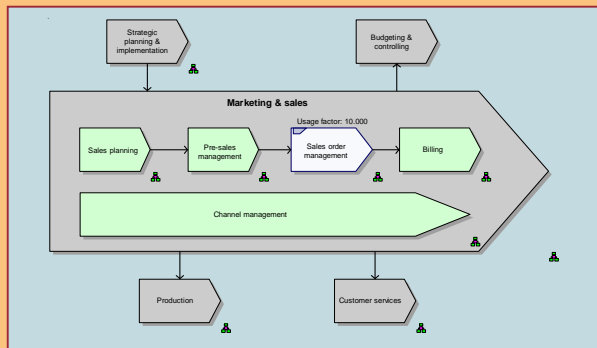 Strategic
planning &
implementation
Budgeting &
controlling
Marketing & sales
Usage factor: 10.000
Sales planning
Pre-sales
management
Sales order
management
Billing
Channel management
Production
Customer services